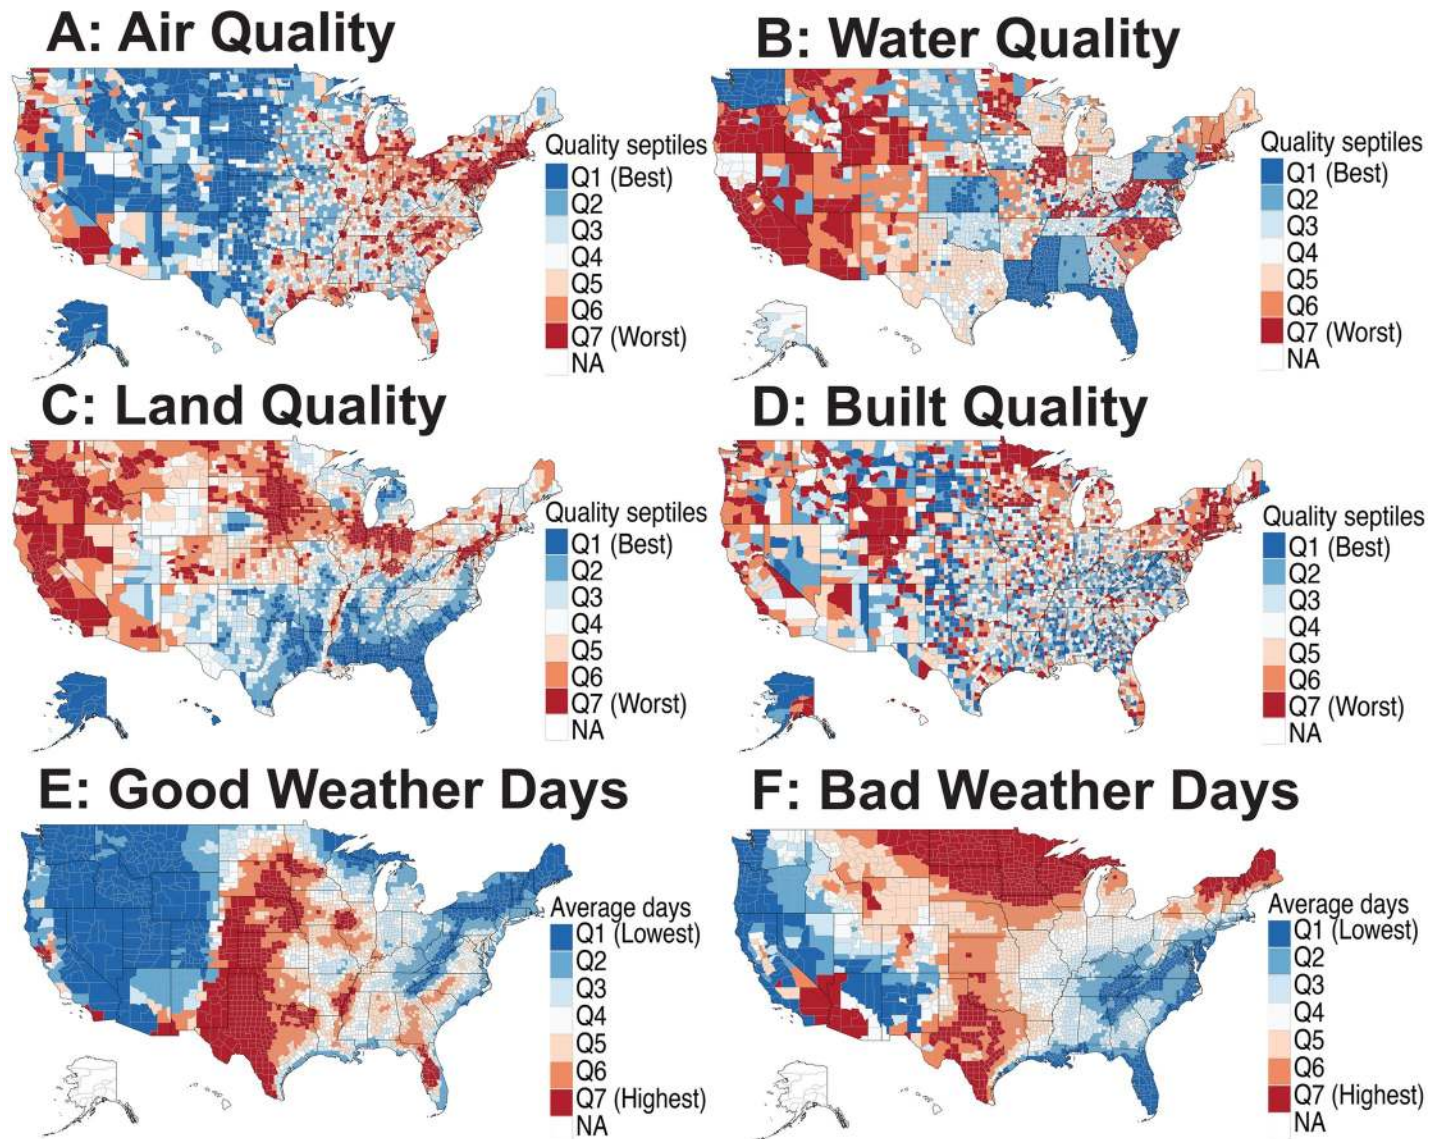 A: Air Quality
Quality septiles
Q1 (Best)
Q2
Q3
Q4
Q5
Q6
Q7 (Worst)
NA
B: Water Quality
Quality septiles
Q1 (Best)
Q2
Q3
Q4
Q5
Q6
Q7 (Worst)
NA
C: Land Quality
Quality septiles
Q1 (Best)
Q2
Q3
Q4
Q5
Q6
Q7 (Worst)
NA
D: Built Quality
Quality septiles
Q1 (Best)
Q2
Q3
Q4
Q5
Q6
Q7 (Worst)
NA
E: Good Weather Days
Average days
Q1 (Lowest)
Q2
Q3
Q4
Q5
Q6
Q7 (Highest)
NA
F: Bad Weather Days
Average days
Q1 (Lowest)
Q2
Q3
Q4
Q5
Q6
Q7 (Highest)
NA